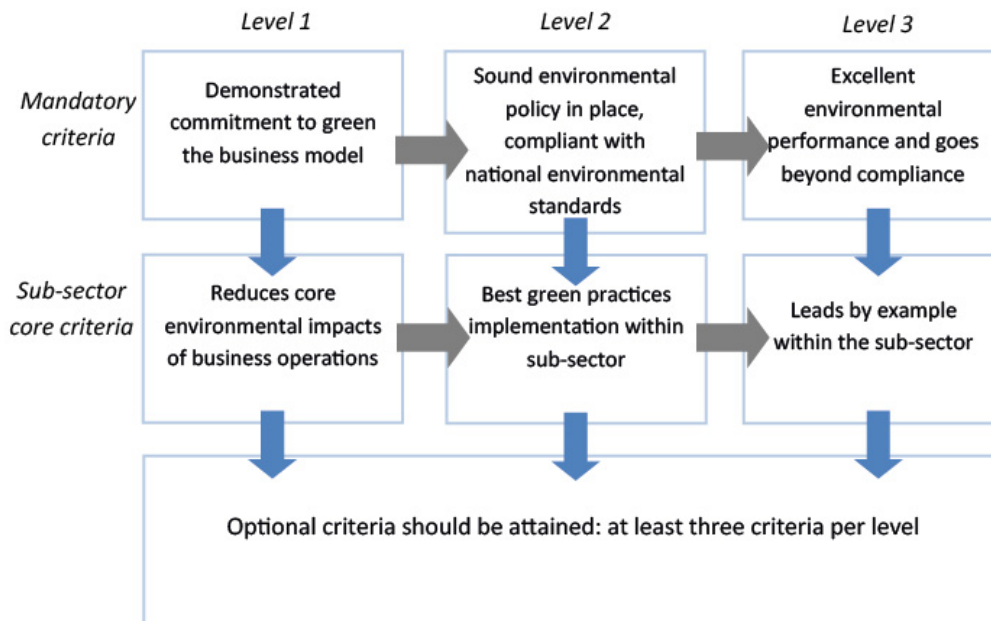 Level 1
Level 2
Level 3
Mandatory
criteria
Demonstrated
commitment to green
the business model
Sound environmental
policy in place,
compliant with
national environmental
standards
Excellent
environmental
performance and goes
beyond compliance
Sub-sector
core criteria
Reduces core
environmental impacts
of business operations
Best green practices
implementation within
sub-sector
Leads by example
within the sub-sector
Optional criteria should be attained: at least three criteria per level